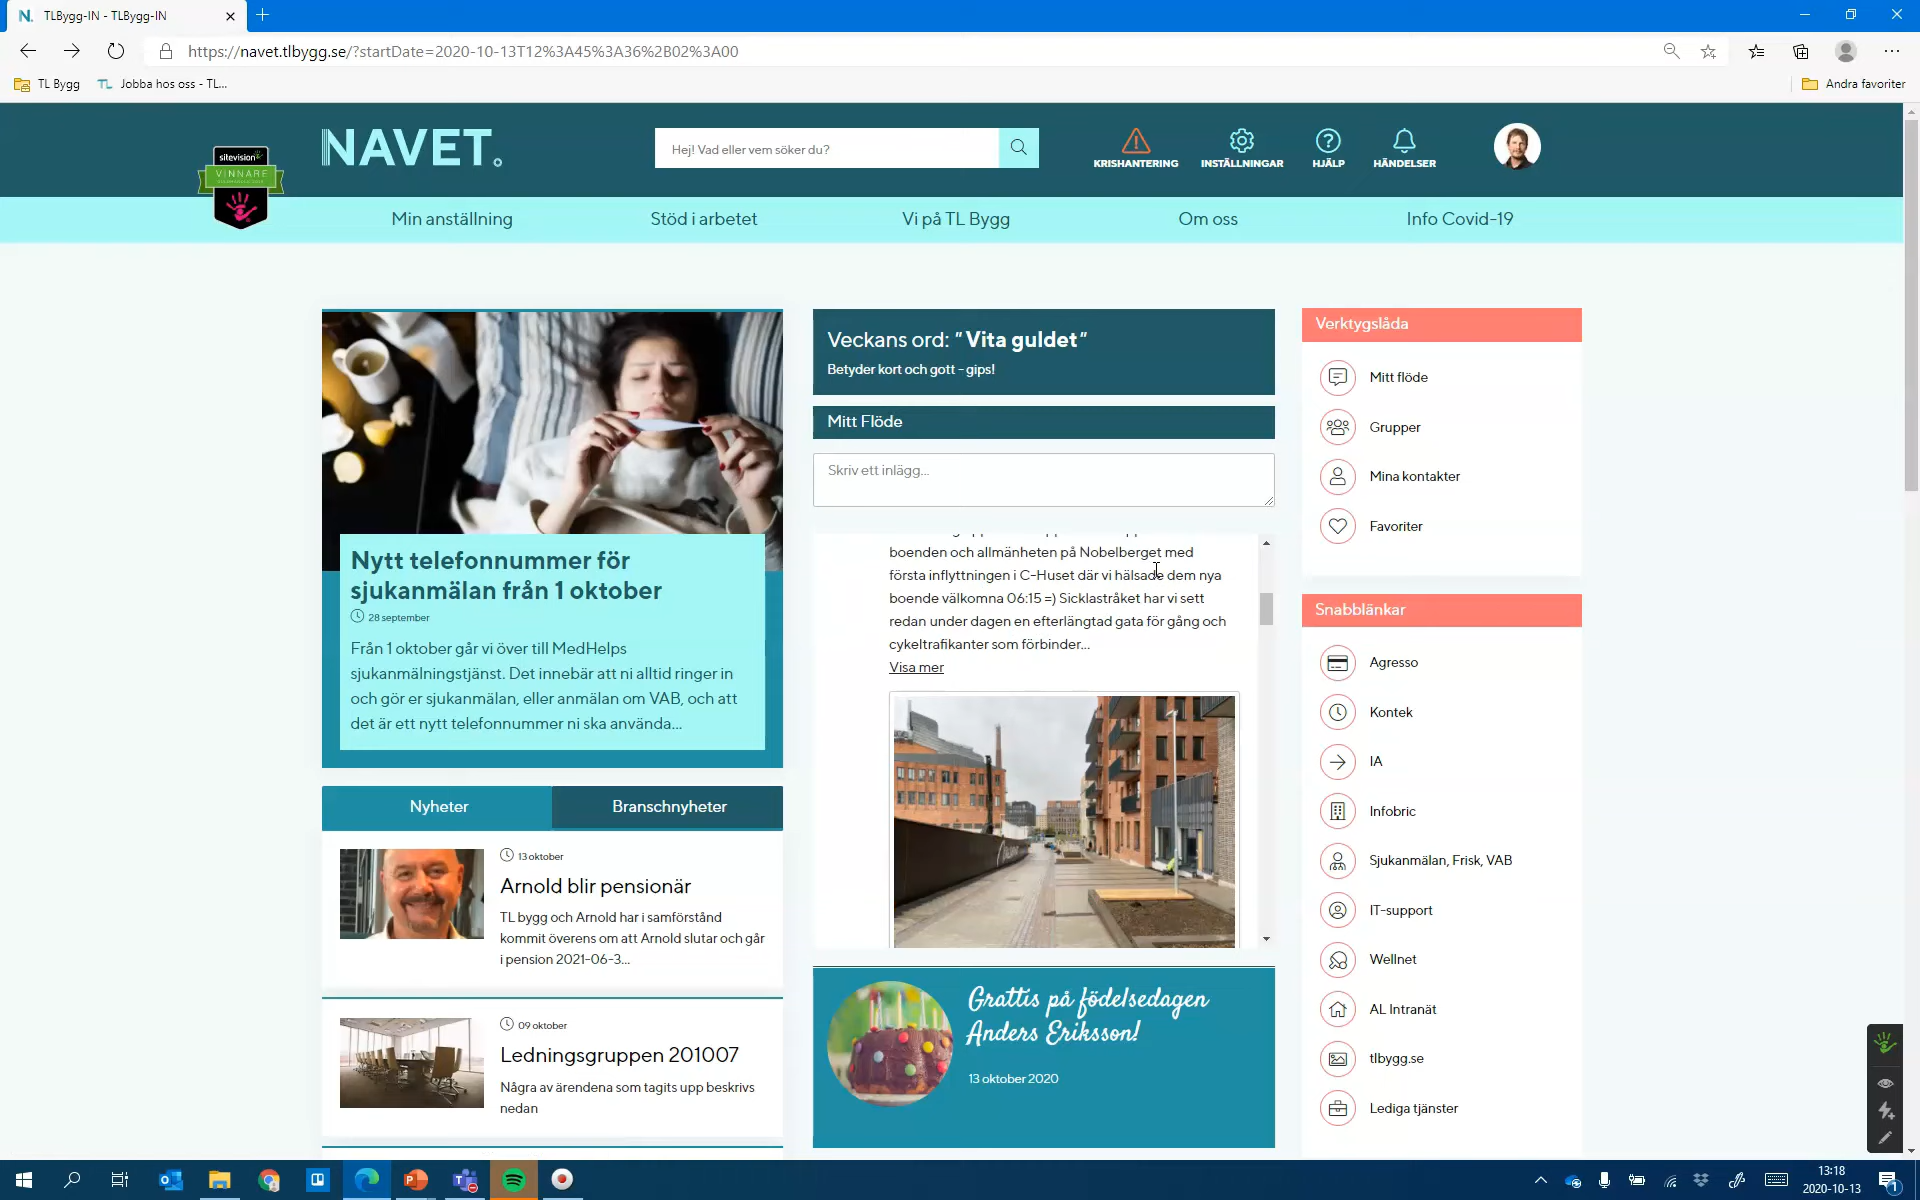 TLBygg-IN - TLBygg-IN
https://navet.tlbygg.se/?startDate=2020-10-13T12%3A45%3A36%2B02%3A00
TL Bygg
Jobba hos oss - TL...
Andra favoriter
sitevision
VINNARE
NAVET.
Hej! Vad eller vem söker du?
KRISHANTERING
INSTÄLLNINGAR
HJÄLP
HÄNDELSER
Min anställning
Stöd i arbetet
Vi på TL Bygg
Om oss
Info Covid-19
Nytt telefonnummer för
sjukanmälan från 1 oktober
28 september
Från 1 oktober går vi över till MedHelps
sjukanmälningstjänst. Det innebär att ni alltid ringer in
och gör er sjukanmälan, eller anmälan om VAB, och att
det är ett nytt telefonnummer ni ska använda...
Nyheter
Branschnyheter
13 oktober
Arnold blir pensionär
TL bygg och Arnold har i samförstånd
kommit överens om att Arnold slutar och går
i pension 2021-06-3...
09 oktober
Ledningsgruppen 201007
Några av ärendena som tagits upp beskrivs
nedan
Veckans ord: "Vita guldet"
Betyder kort och gott - gips!
Mitt Flöde
Skriv ett inlägg...
boenden och allmänheten på Nobelberget med
första inflyttningen i C-Huset där vi hälsade dem nya
boende välkomna 06:15 =) Sicklastråket har vi sett
redan under dagen en efterlängtad gata för gång och
cykeltrafikanter som förbinder...
Visa mer
Grattis på födelsedagen
Anders Eriksson!
13 oktober 2020
Verktygslåda
Mitt flöde
Grupper
Mina kontakter
Favoriter
Snabblänkar
Agresso
Kontek
IA
Infobric
Sjukanmälan, Frisk, VAB
IT-support
Wellnet
AL Intranät
tlbygg.se
Lediga tjänster
13:18
2020-10-13
1